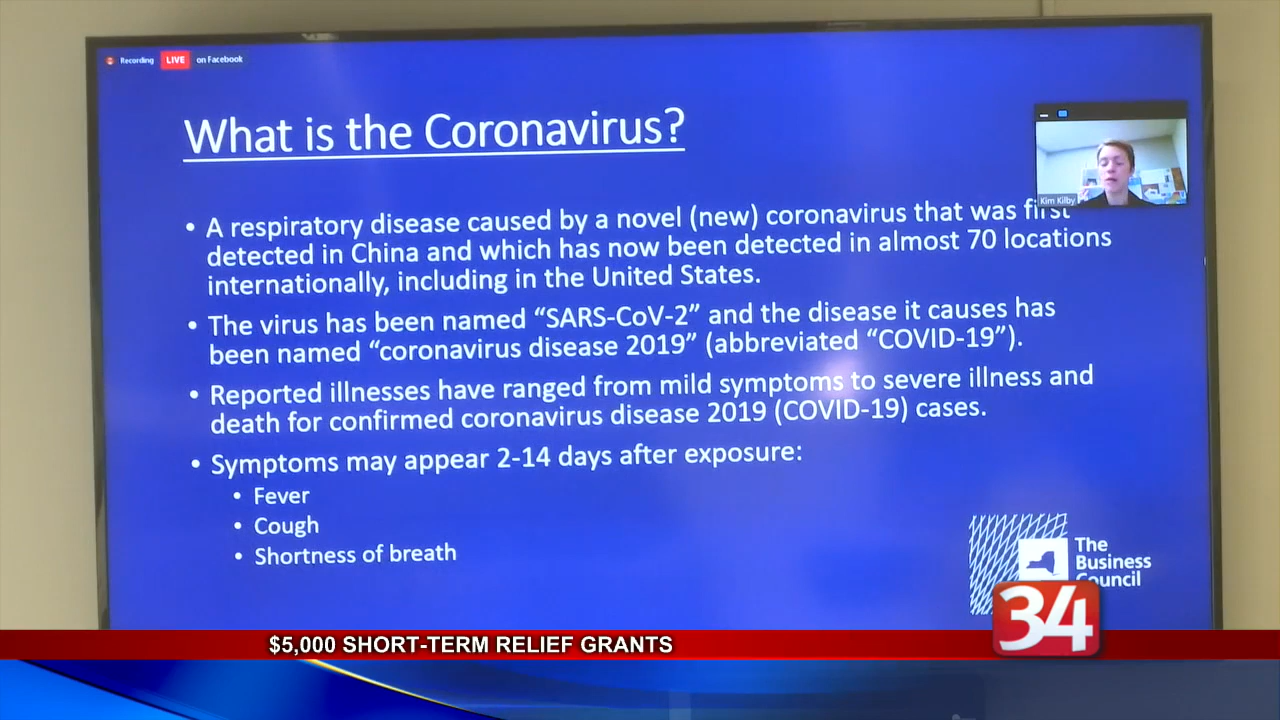 Recording LIVE on Facebook
What is the Coronavirus?
Kim Kilby
• A respiratory disease caused by a novel (new) coronavirus that was first
detected in China and which has now been detected in almost 70 locations
internationally, including in the United States.
• The virus has been named “SARS-CoV-2” and the disease it causes has
been named “coronavirus disease 2019” (abbreviated “COVID-19”).
• Reported illnesses have ranged from mild symptoms to severe illness and
death for confirmed coronavirus disease 2019 (COVID-19) cases.
• Symptoms may appear 2-14 days after exposure:
• Fever
• Cough
• Shortness of breath
The
Business
Council
34
$5,000 SHORT-TERM RELIEF GRANTS